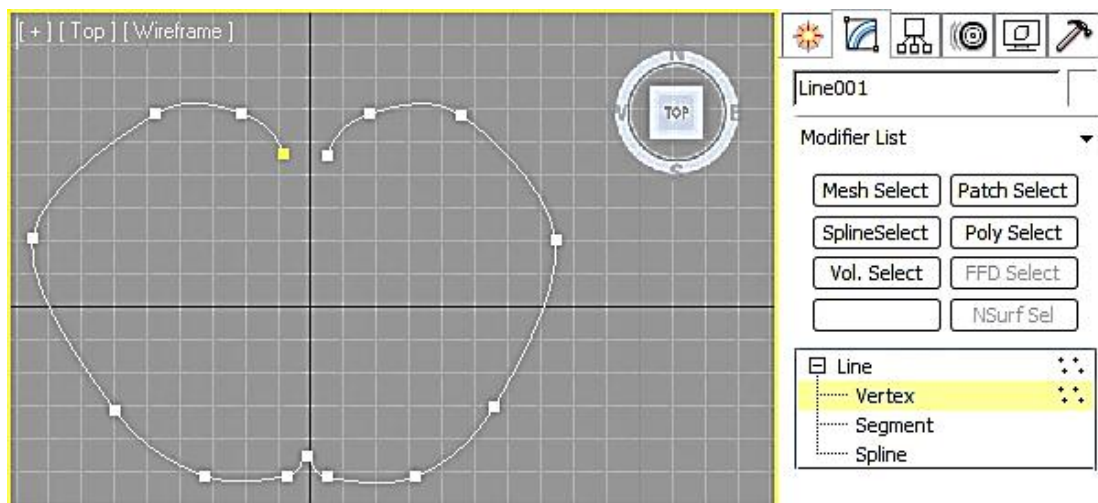 [ + ] [ Top ] [ Wireframe ]
N
W
TOP
E
S
Line001
Modifier List
Mesh Select
Patch Select
SplineSelect
Poly Select
Vol. Select
FFD Select
NSurf Sel
Line
Vertex
Segment
Spline